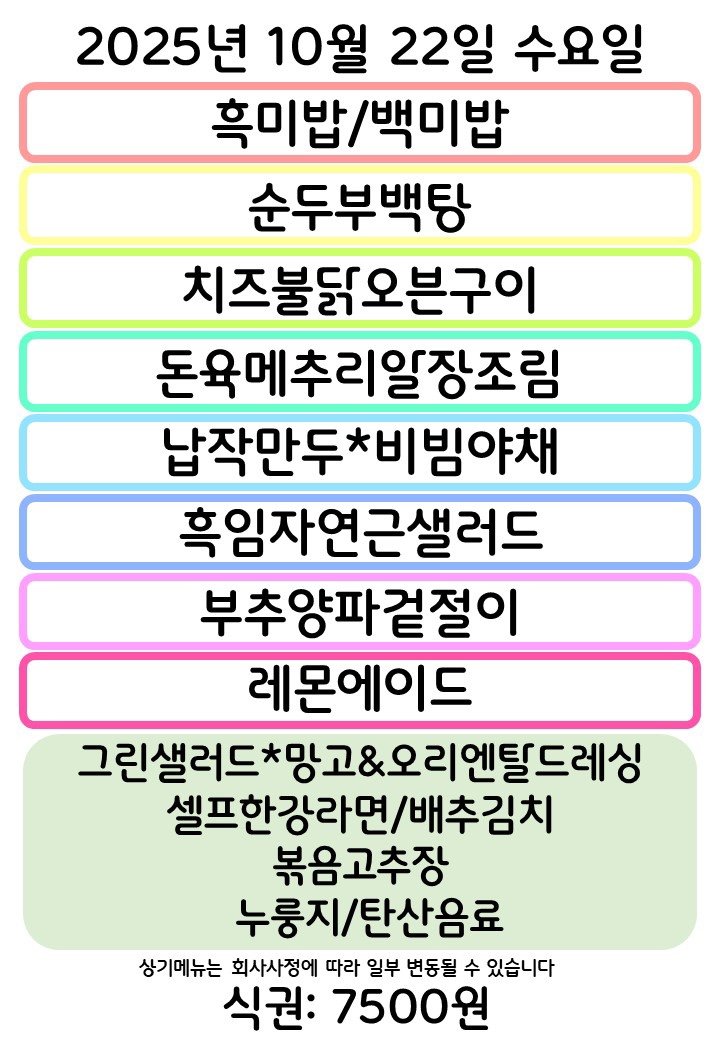 2025년 10월 22일 수요일
흑미밥/백미밥
순두부백탕
치즈불닭오븐구이
돈육메추리알장조림
납작만두*비빔야채
흑임자연근샐러드
부추양파겉절이
레몬에이드
그린샐러드*망고&오리엔탈드레싱
셀프한강라면/배추김치
볶음고추장
누룽지/탄산음료
상기메뉴는 회사사정에 따라 일부 변동될 수 있습니다
식권: 7500원